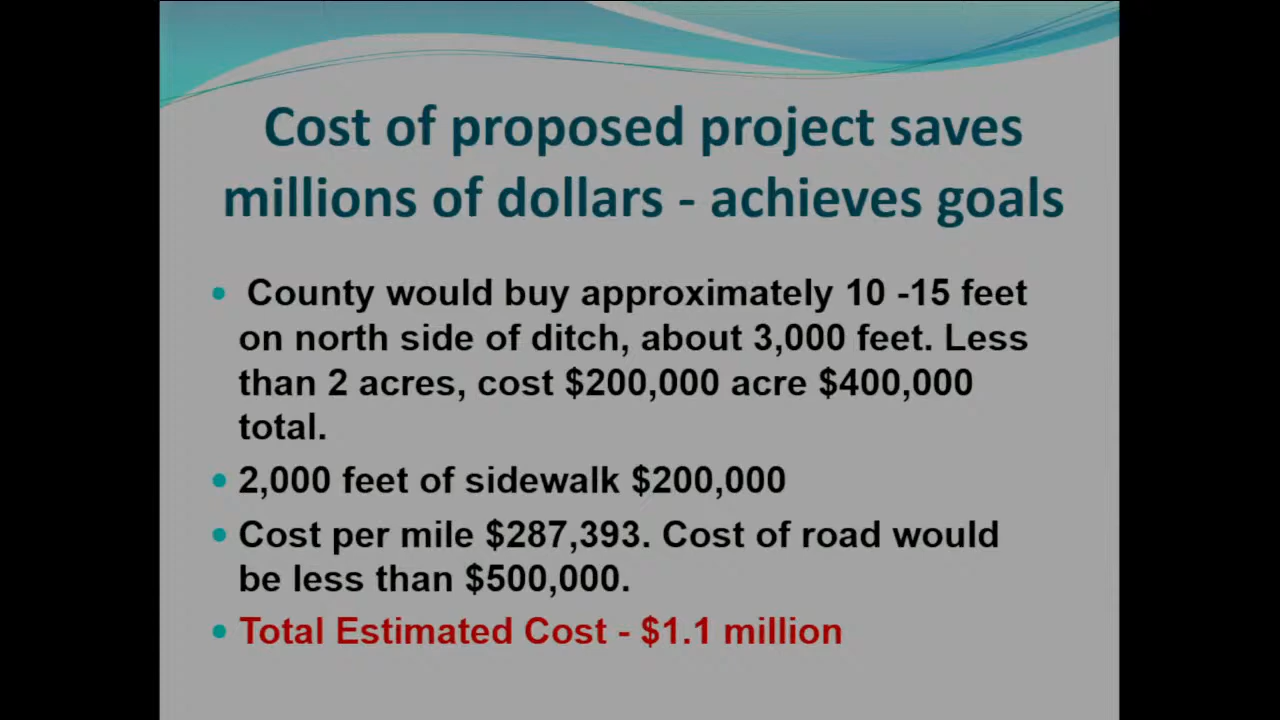 Cost of proposed project saves
millions of dollars - achieves goals
• County would buy approximately 10 -15 feet
on north side of ditch, about 3,000 feet. Less
than 2 acres, cost $200,000 acre $400,000
total.
• 2,000 feet of sidewalk $200,000
• Cost per mile $287,393. Cost of road would
be less than $500,000.
• Total Estimated Cost - $1.1 million